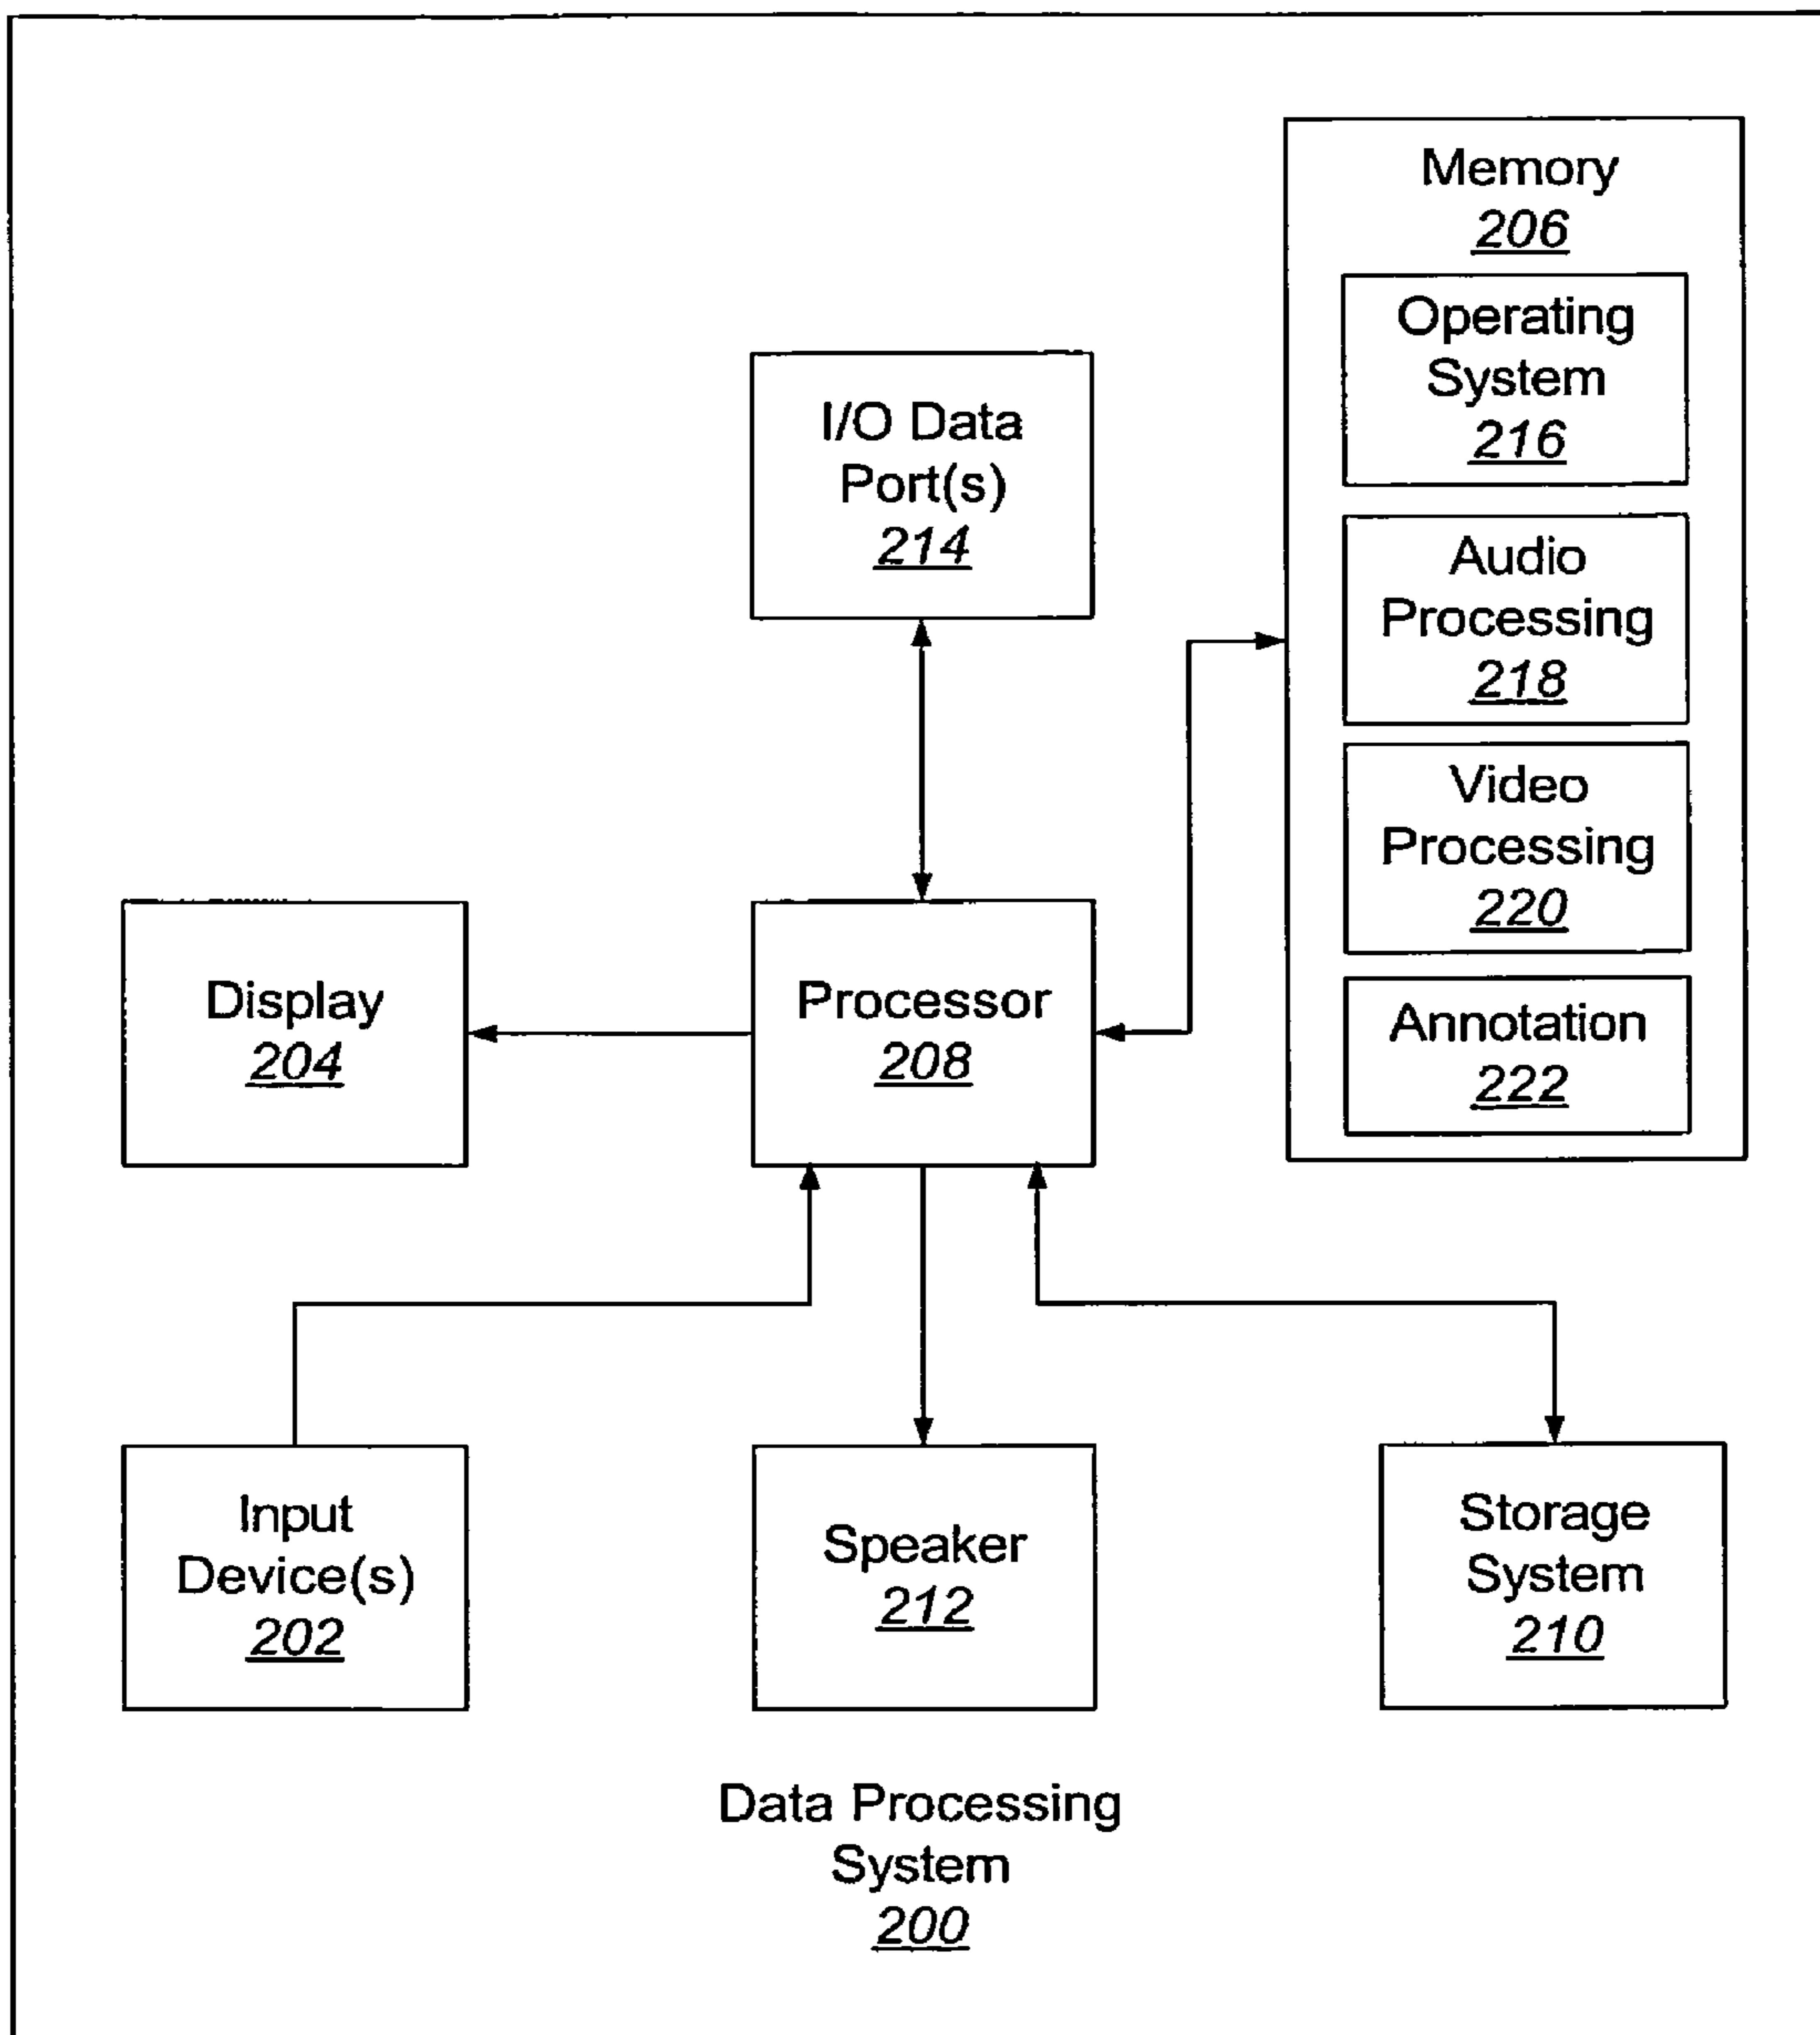 Memory
206
Operating
System
216
I/O Data
Port(s)
214
Audio
Processing
218
Video
Processing
220
Display
204
Processor
208
Annotation
222
Input
Device(s)
202
Speaker
212
Storage
System
210
Data Processing
System
200